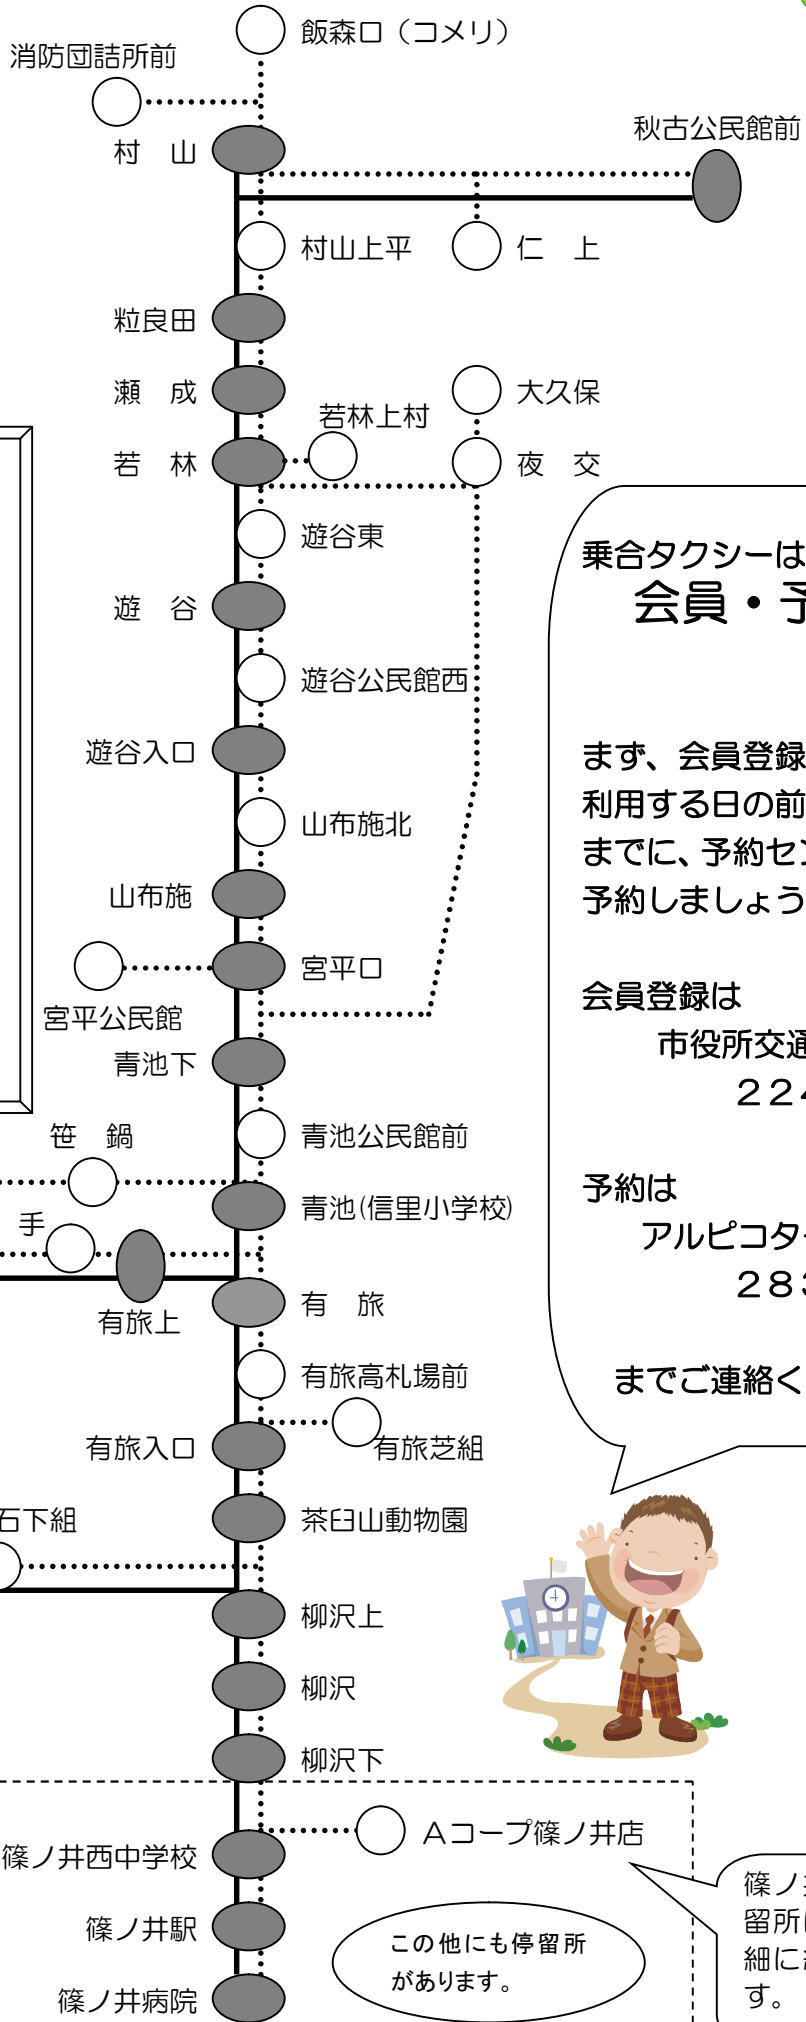 飯森口（コメリ）
消防団詰所前
秋古公民館前
村　山
村山上平
仁　上
粒良田
瀬　成
大久保
若林上村
若　林
夜　交
遊谷東
遊　谷
遊谷公民館西
遊谷入口
山布施北
山布施
宮平口
宮平公民館
青池下
笹　鍋
青池公民館前
青池(信里小学校)
手
有旅上
有　旅
有旅高札場前
有旅入口
有旅芝組
石下組
茶臼山動物園
柳沢上
柳沢
柳沢下
Aコープ篠ノ井店
篠ノ井西中学校
篠ノ井駅
篠ノ井病院
この他にも停留所
があります。
乗合タクシーは
会員・予
まず、会員登録
利用する日の前
までに、予約セン
予約しましょう
会員登録は
市役所交通
２２４
予約は
アルピコタク
２８３
までご連絡く
篠ノ井
留所に
細に
す。